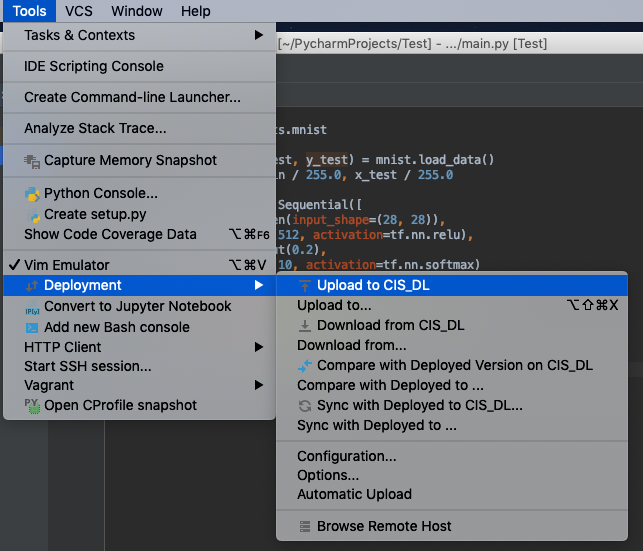 Tools VCS Window Help
[~/PycharmProjects/Test] - .../main.py [Test]
Tasks & Contexts
IDE Scripting Console
Create Command-line Launcher...
Analyze Stack Trace...
Capture Memory Snapshot
Python Console...
Create setup.py
Show Code Coverage Data ⌥⌘F6
Vim Emulator ⌥⌘V
Deployment
Convert to Jupyter Notebook
Add new Bash console
HTTP Client
Start SSH session...
Vagrant
Open CProfile snapshot
ts.mnist
est, y_test) = mnist.load_data()
in / 255.0, x_test / 255.0
Sequential([
en(input_shape=(28, 28)),
512, activation=tf.nn.relu),
ut(0.2),
10, activation=tf.nn.softmax)
Upload to CIS_DL
Upload to... ⌥⇧⌘X
Download from CIS_DL
Download from...
Compare with Deployed Version on CIS_DL
Compare with Deployed to ...
Sync with Deployed to CIS_DL...
Sync with Deployed to ...
Configuration...
Options...
Automatic Upload
Browse Remote Host